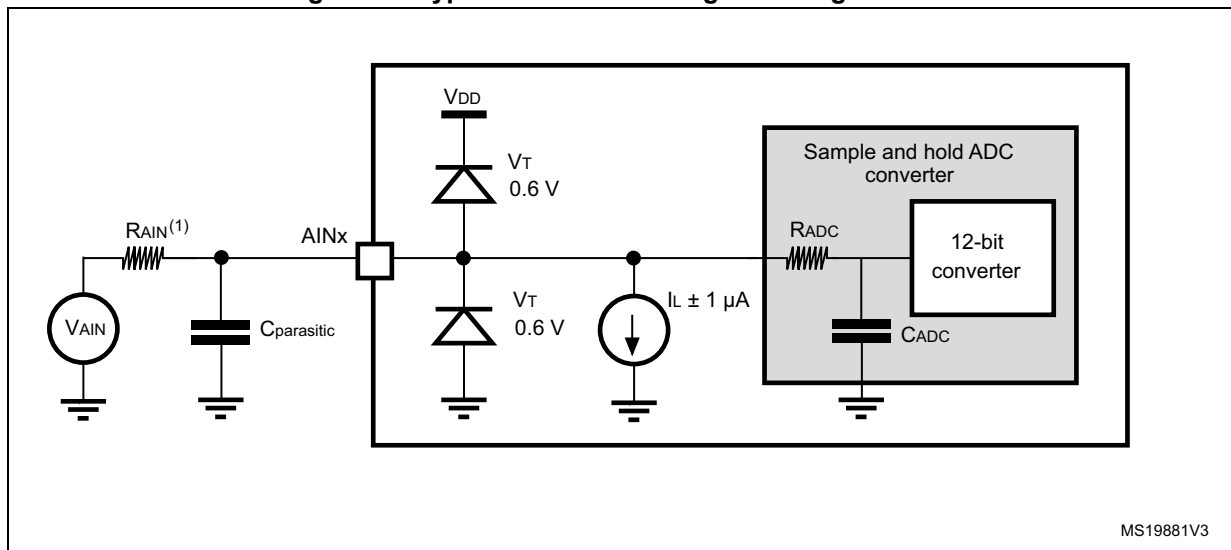 VDD
VT
0.6 V
Sample and hold ADC
converter
RAIN(1)
AINx
RADC
12-bit
converter
VAIN
Cparasitic
VT
0.6 V
IL ± 1 µA
CADC
MS19881V3